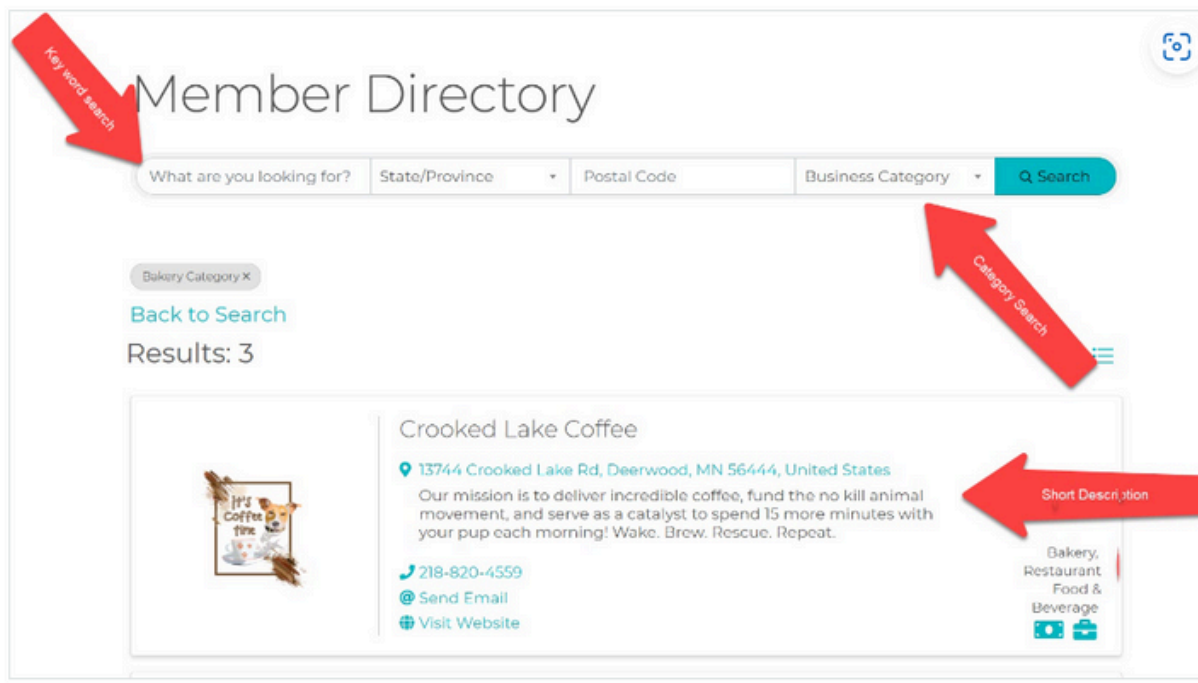 Key word search
Member Directory
What are you looking for? State/Province Postal Code Business Category Search
Category Search
Bakery Category ×
Back to Search
Results: 3
Crooked Lake Coffee
13744 Crooked Lake Rd, Deerwood, MN 56444, United States
Our mission is to deliver incredible coffee, fund the no kill animal
movement, and serve as a catalyst to spend 15 more minutes with
your pup each morning! Wake. Brew. Rescue. Repeat.
Short Description
It's
Coffee
time
218-820-4559
@ Send Email
Visit Website
Bakery,
Restaurant
Food &
Beverage